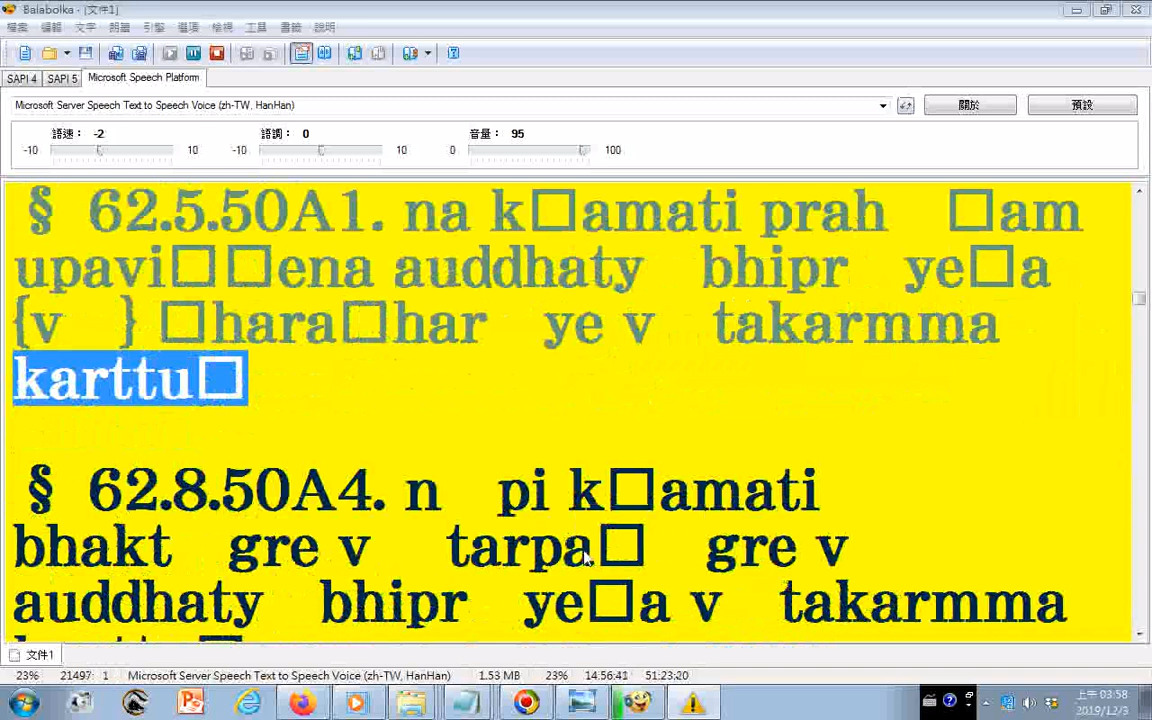 Balabolka - [文件1]
檔案 編輯 文字 朗讀 引擎 選項 檢視 工具 書籤 說明
SAPI 4 SAPI 5 Microsoft Speech Platform
Microsoft Server Speech Text to Speech Voice (zh-TW, HanHan)
關於 預設
語速： -2 語調： 0 音量： 95
-10 10 -10 10 0 100
§ 62.5.50A1. na k□amati prah □am
upavi□□ena auddhaty bhipr ye□a
{v } □hara□har ye v takarmma
karttu□
§ 62.8.50A4. n pi k□amati
bhakt gre v tarpa□ gre v
auddhaty bhipr ye□a v takarmma
文件1
23% 21497: 1 Microsoft Server Speech Text to Speech Voice (zh-TW, HanHan) 1.53 MB 23% 14:56:41 51:23:20
上午 03:58
2019/12/3